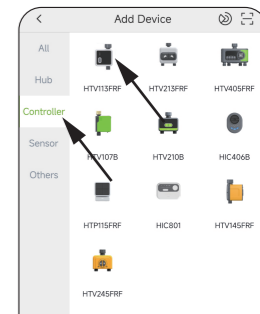 Add Device
All
Hub
Controller
Sensor
Others
HTV113FRF HTV213FRF HTV405FRF
HTV107B HTV210B HIC406B
HTP115FRF HIC801 HTV145FRF
HTV245FRF